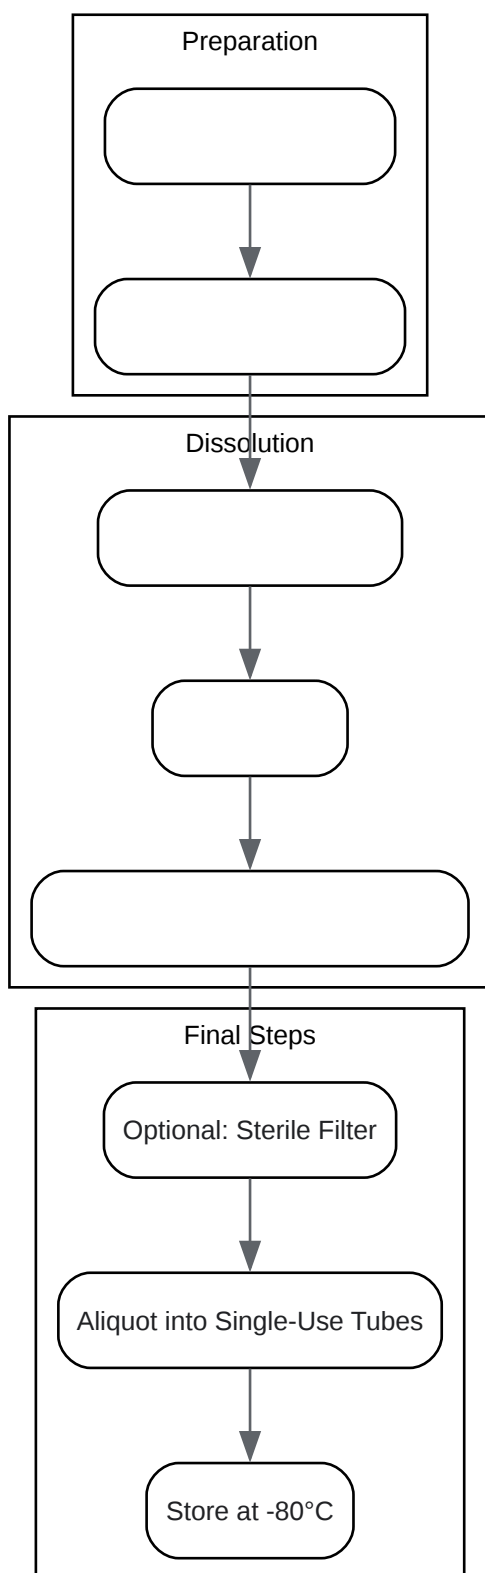 Preparation
Dissolution
Final Steps
Optional: Sterile Filter
Aliquot into Single-Use Tubes
Store at -80°C